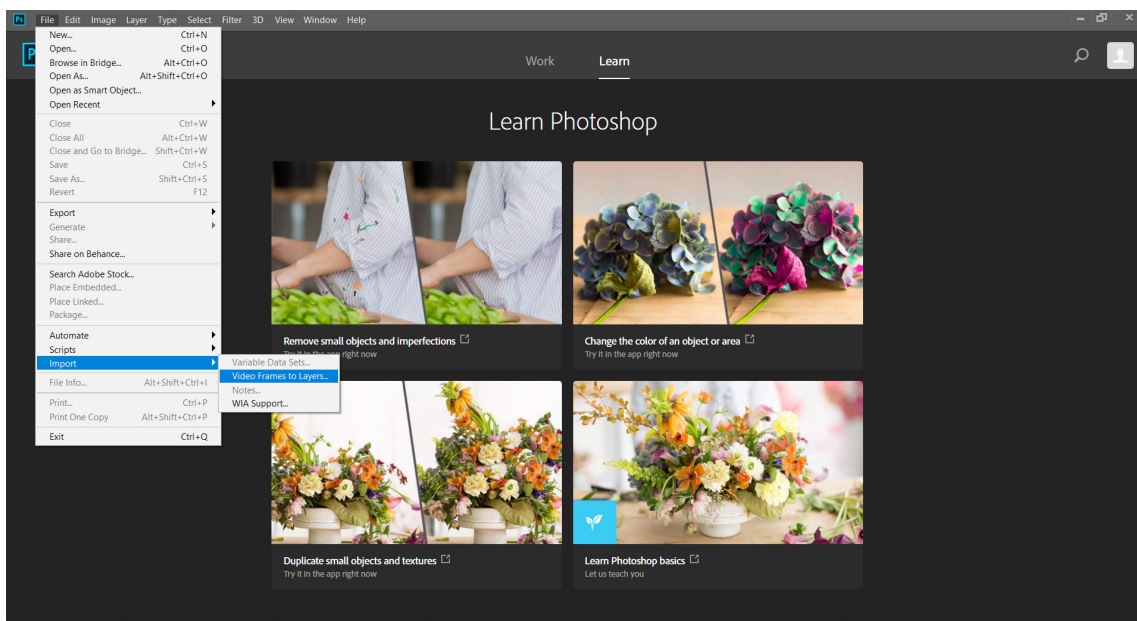 Ps File Edit Image Layer Type Select Filter 3D View Window Help
Work Learn
New... Ctrl+N
Open... Ctrl+O
Browse in Bridge... Alt+Ctrl+O
Open As... Alt+Shift+Ctrl+O
Open as Smart Object...
Open Recent
Close Ctrl+W
Close All Alt+Ctrl+W
Close and Go to Bridge... Shift+Ctrl+W
Save Ctrl+S
Save As... Shift+Ctrl+S
Revert F12
Export
Generate
Share...
Share on Behance...
Search Adobe Stock...
Place Embedded...
Place Linked...
Package...
Automate
Scripts
Import
File Info... Alt+Shift+Ctrl+I
Print... Ctrl+P
Print One Copy Alt+Shift+Ctrl+P
Exit Ctrl+Q
Variable Data Sets...
Video Frames to Layers...
Notes...
WIA Support...
Learn Photoshop
Remove small objects and imperfections
Try it in the app right now
Change the color of an object or area
Try it in the app right now
Duplicate small objects and textures
Try it in the app right now
Learn Photoshop basics
Let us teach you